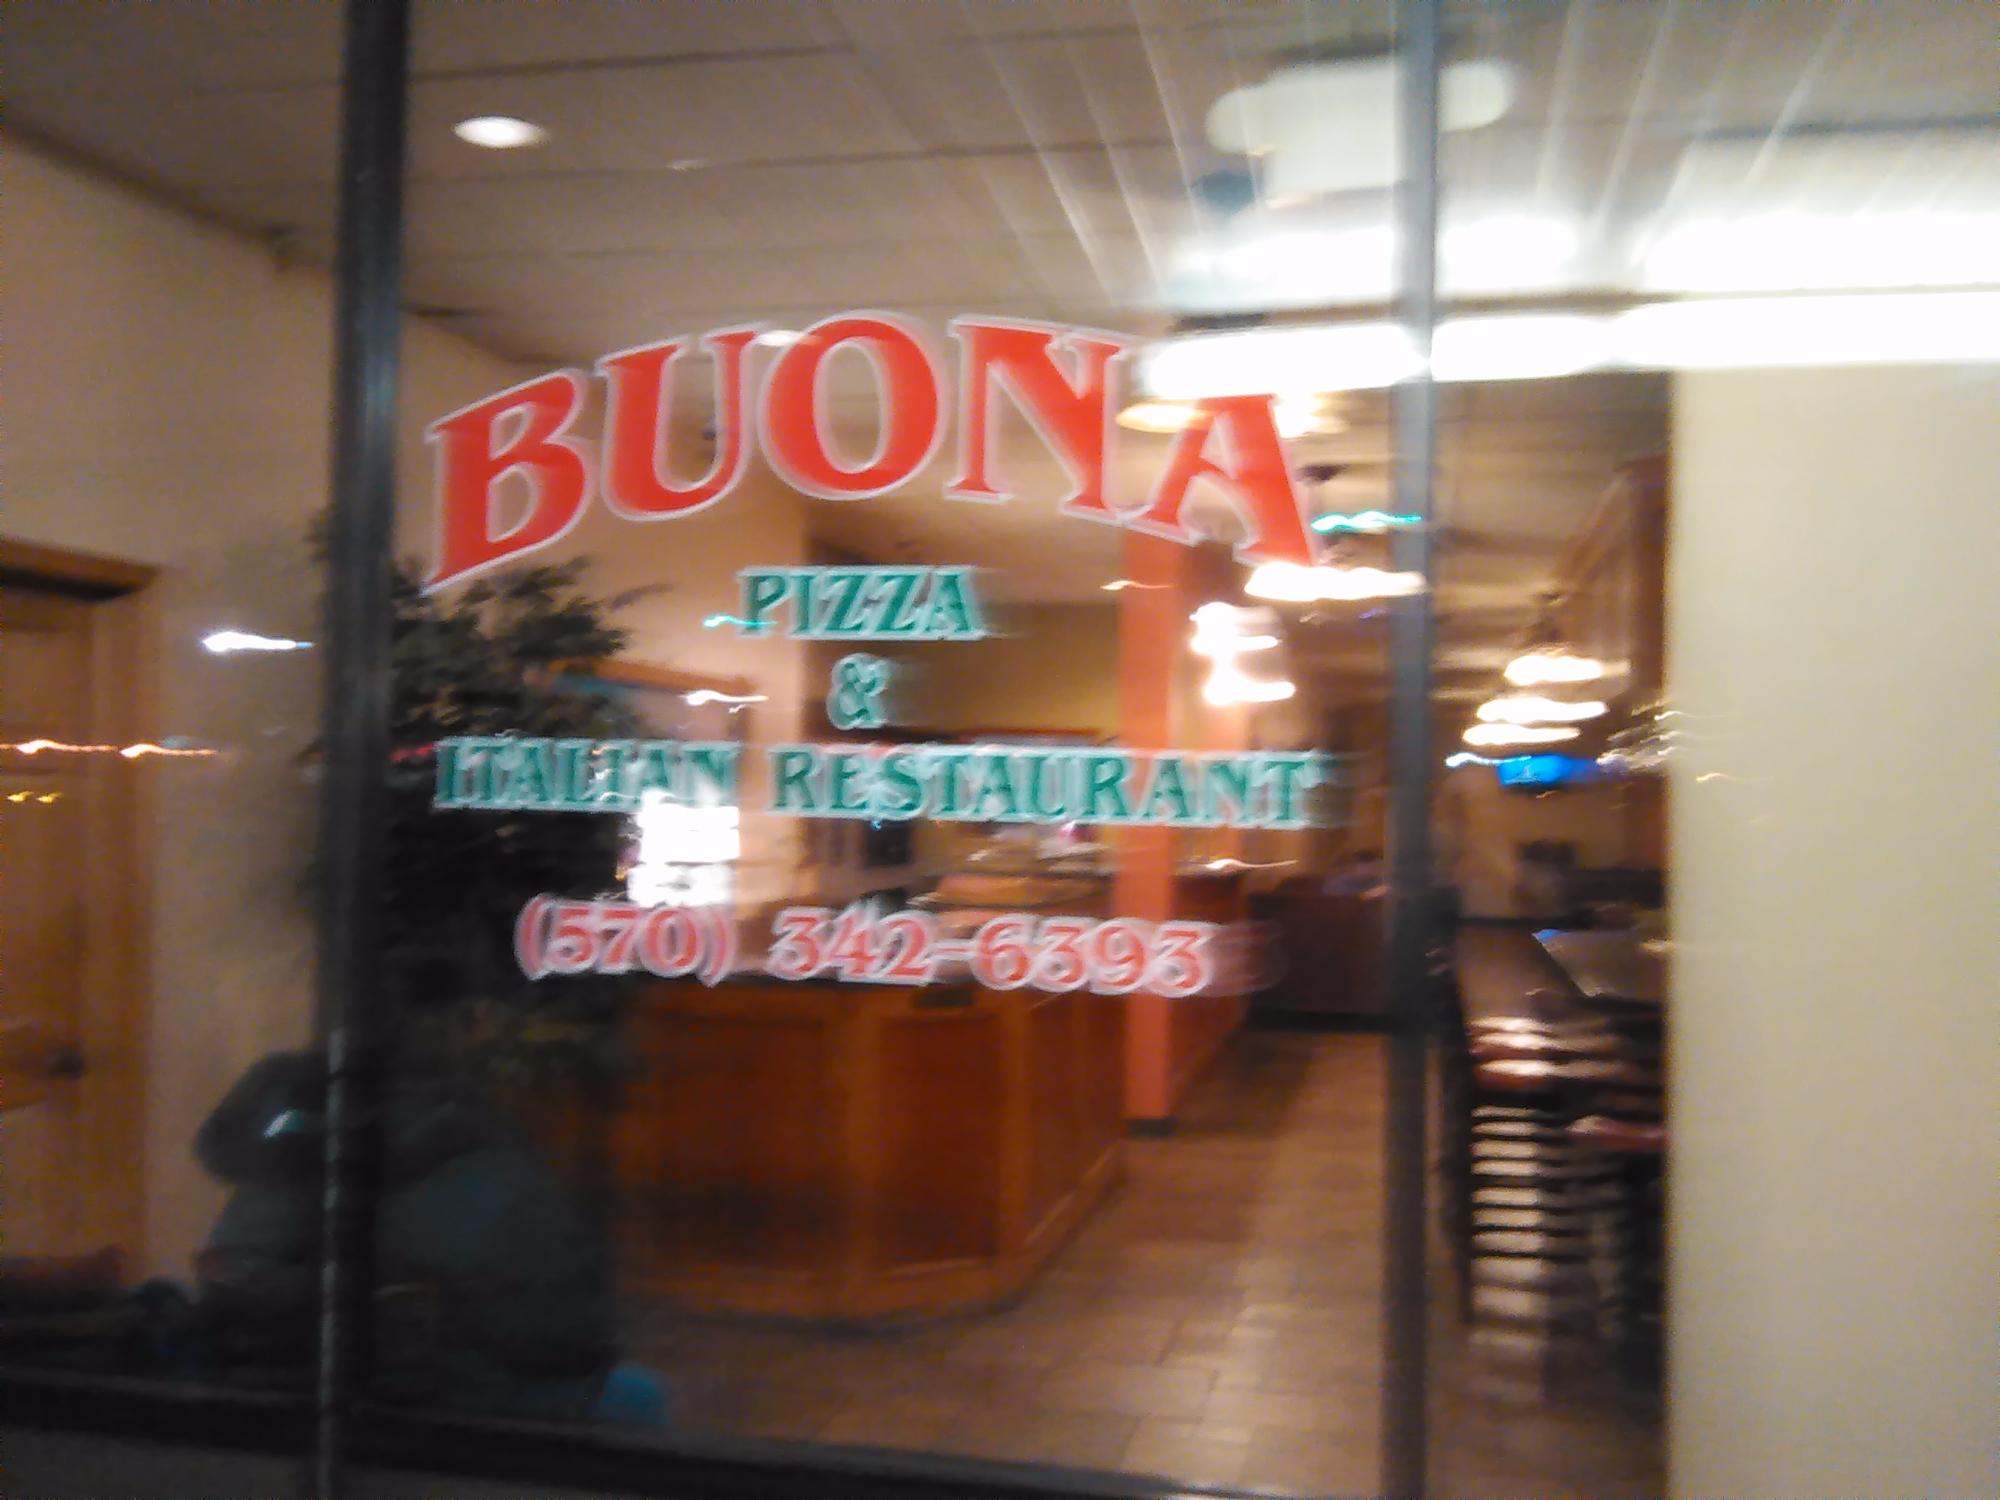 BUONA
PIZZA
&
ITALIAN RESTAURANT
(570) 342-6393